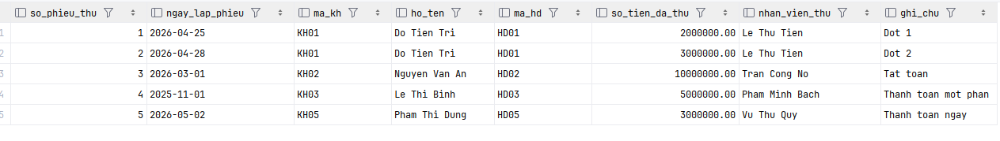 so_phieu_thu ngay_lap_phieu ma_kh ho_ten ma_hd so_tien_da_thu nhan_vien_thu ghi_chu
1 1 2026-04-25 KH01 Do Tien Tri HD01 2000000.00 Le Thu Tien Dot 1
2 2 2026-04-28 KH01 Do Tien Tri HD01 3000000.00 Le Thu Tien Dot 2
3 3 2026-03-01 KH02 Nguyen Van An HD02 10000000.00 Tran Cong No Tat toan
4 4 2025-11-01 KH03 Le Thi Binh HD03 5000000.00 Pham Minh Bach Thanh toan mot phan
5 5 2026-05-02 KH05 Pham Thi Dung HD05 3000000.00 Vu Thu Quy Thanh toan ngay